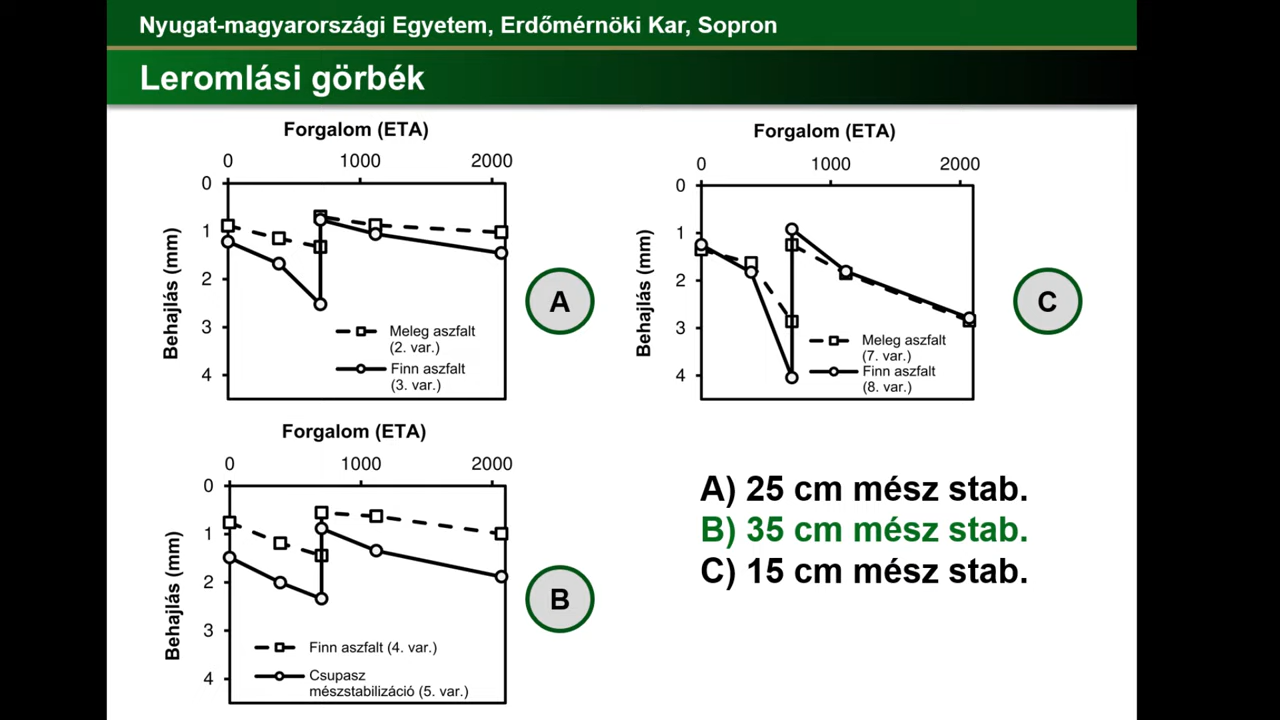 Nyugat-magyarországi Egyetem, Erdőmérnöki Kar, Sopron
Leromlási görbék
Forgalom (ETA)
0 1000 2000
0
1
2
3
4
Behajlás (mm)
Meleg aszfalt
(2. var.)
Finn aszfalt
(3. var.)
A
Forgalom (ETA)
0 1000 2000
0
1
2
3
4
Behajlás (mm)
Meleg aszfalt
(7. var.)
Finn aszfalt
(8. var.)
C
Forgalom (ETA)
0 1000 2000
0
1
2
3
4
Behajlás (mm)
Finn aszfalt (4. var.)
Csupasz
mészstabilizáció (5. var.)
B
A) 25 cm mész stab.
B) 35 cm mész stab.
C) 15 cm mész stab.